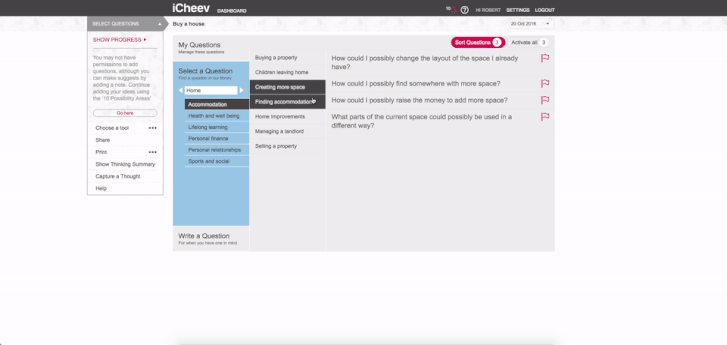 iCheev DASHBOARD
HI ROBERT SETTINGS LOGOUT
SELECT QUESTIONS
Buy a house
20 Oct 2016
SHOW PROGRESS
You may not have
permissions to add
questions, although you
can make suggests by
adding a note. Continue
adding your ideas using
the '10 Possibility Areas'
Go here
Choose a tool
Share
Print
Show Thinking Summary
Capture a Thought
Help
My Questions
Manage these questions
Select a Question
Find a question in our library
Home
Accommodation
Health and well being
Lifelong learning
Personal finance
Personal relationships
Sports and social
Write a Question
For when you have one in mind
Buying a property
Children leaving home
Creating more space
Finding accommodation
Home Improvements
Managing a landlord
Selling a property
Sort Questions 3
Activate all 3
How could I possibly change the layout of the space I already
have?
How could I possibly find somewhere with more space?
How could I possibly raise the money to add more space?
What parts of the current space could possibly be used in a
different way?